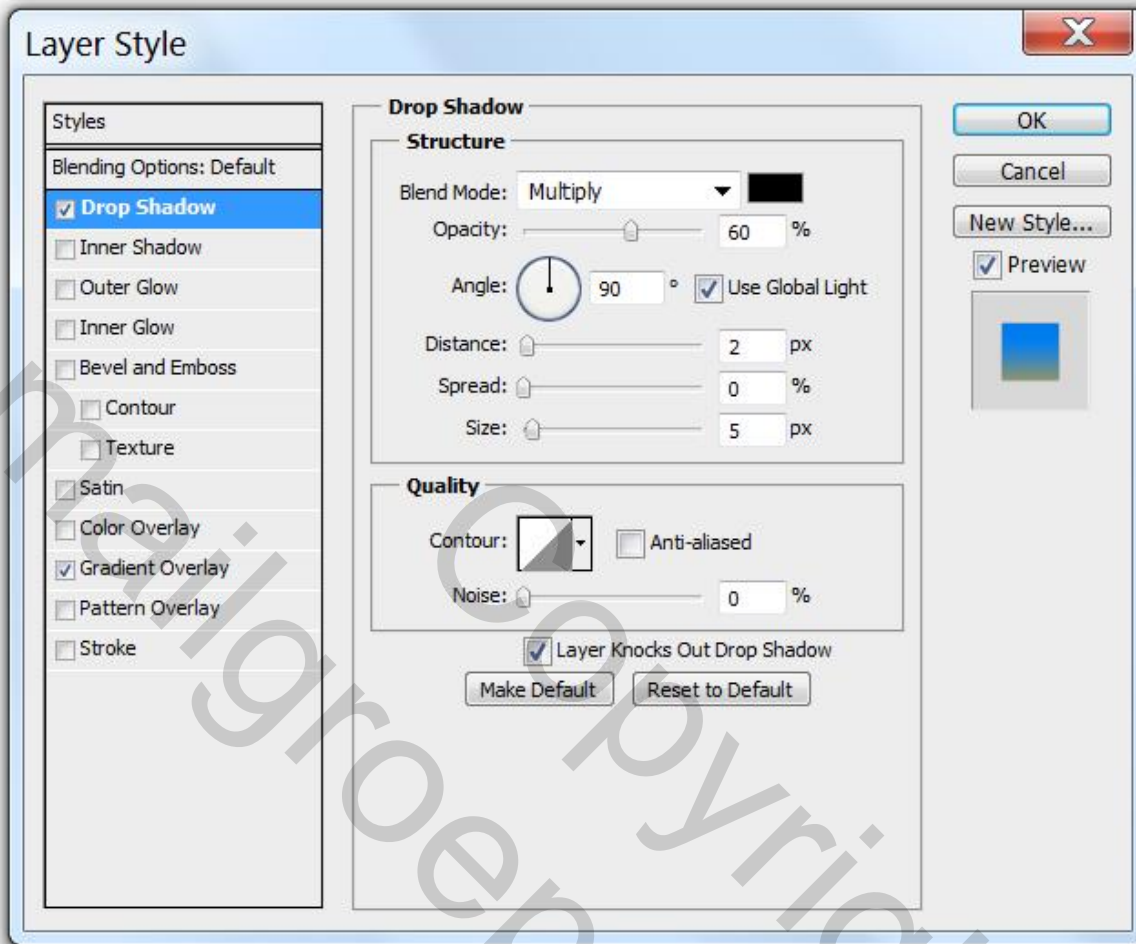 Layer Style
Styles
Blending Options: Default
Drop Shadow
Inner Shadow
Outer Glow
Inner Glow
Bevel and Emboss
Contour
Texture
Satin
Color Overlay
Gradient Overlay
Pattern Overlay
Stroke
Drop Shadow
Structure
Blend Mode: Multiply
Opacity: 60 %
Angle: 90 ° Use Global Light
Distance: 2 px
Spread: 0 %
Size: 5 px
Quality
Contour: Anti-aliased
Noise: 0 %
Layer Knocks Out Drop Shadow
Make Default Reset to Default
OK
Cancel
New Style...
Preview